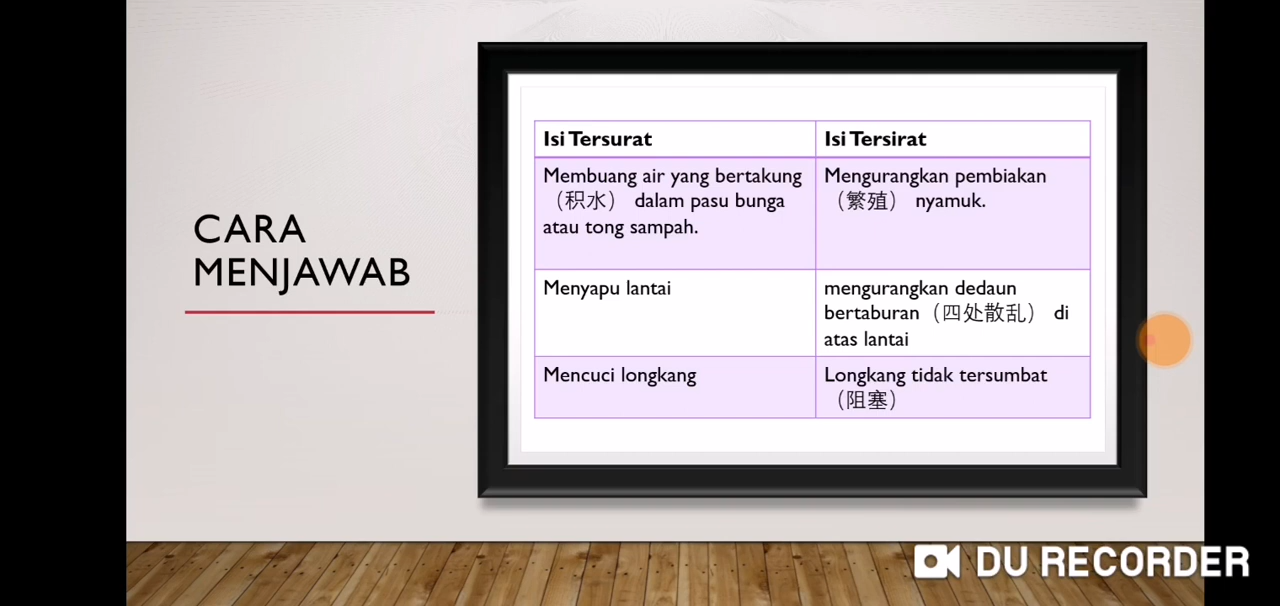 CARA
MENJAWAB
Isi Tersurat
Isi Tersirat
Membuang air yang bertakung
（积水） dalam pasu bunga
atau tong sampah.
Mengurangkan pembiakan
（繁殖） nyamuk.
Menyapu lantai
mengurangkan dedaun
bertaburan（四处散乱） di
atas lantai
Mencuci longkang
Longkang tidak tersumbat
（阻塞）
DU RECORDER